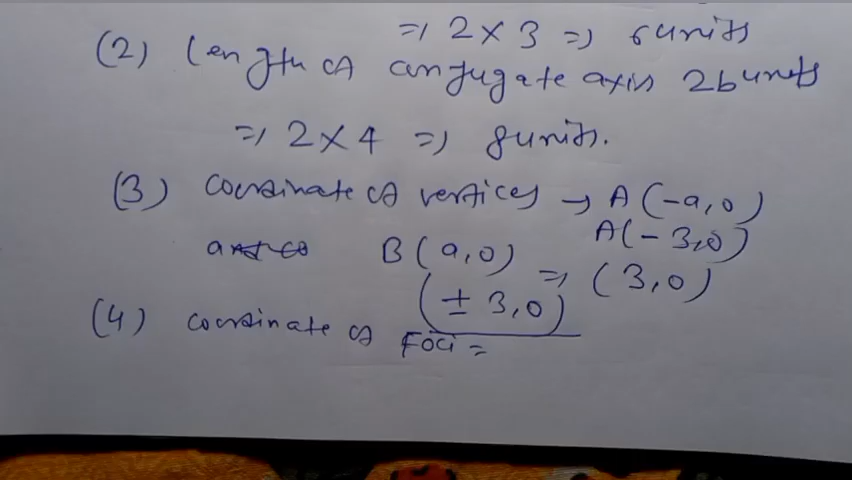 =) 2 × 3 =) 6 units
(2) length of conjugate axis 2b units
=) 2 × 4 =) 8 units.
(3) coordinate of vertices → A (-a, 0)
A(-3, 0)
B (a, 0) =) (3, 0)
(± 3, 0)
(4) coordinate of Foci =